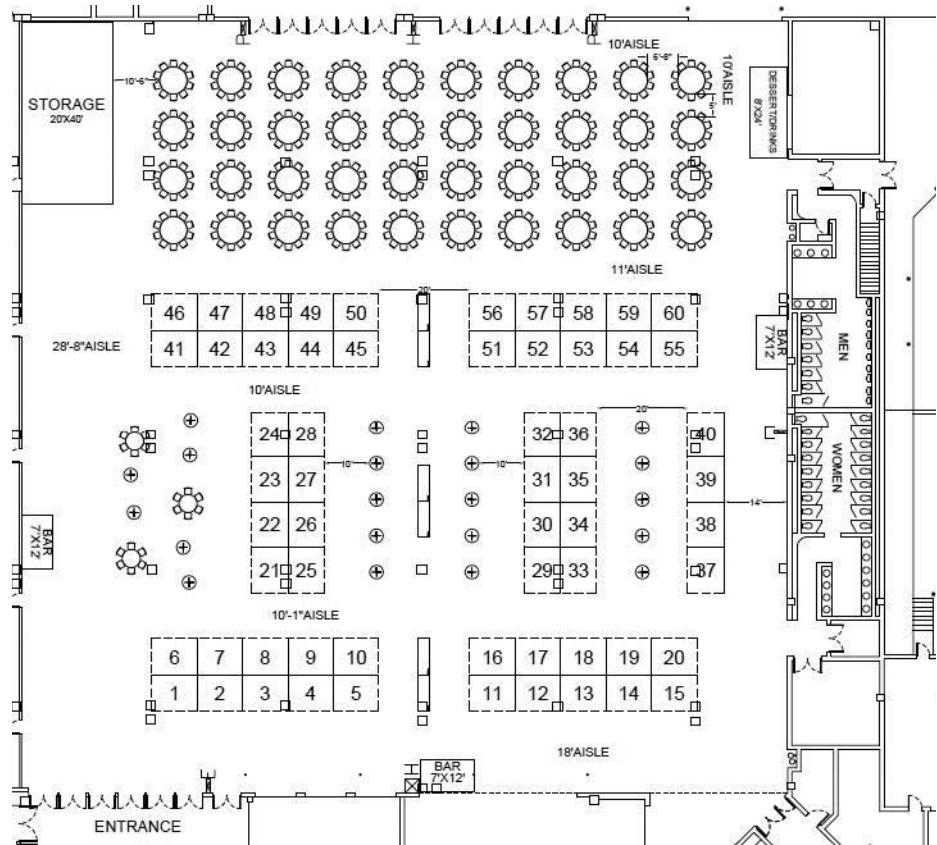 10'AISLE
6'-8"
10'AISLE
10'-6"
5'
STORAGE
20'X40'
DESSERT/DRINKS
8'X24'
11'AISLE
20'
46 47 48 49 50
56 57 58 59 60
41 42 43 44 45
51 52 53 54 55
28'-8"AISLE
BAR
7'X12'
MEN
10'AISLE
20'
24 28
32 36
40
10'
10'
23 27
31 35
39
WOMEN
14'
22 26
30 34
38
BAR
7'X12'
21 25
29 33
37
10'-1"AISLE
6 7 8 9 10
16 17 18 19 20
1 2 3 4 5
11 12 13 14 15
18'AISLE
BAR
7'X12'
ENTRANCE